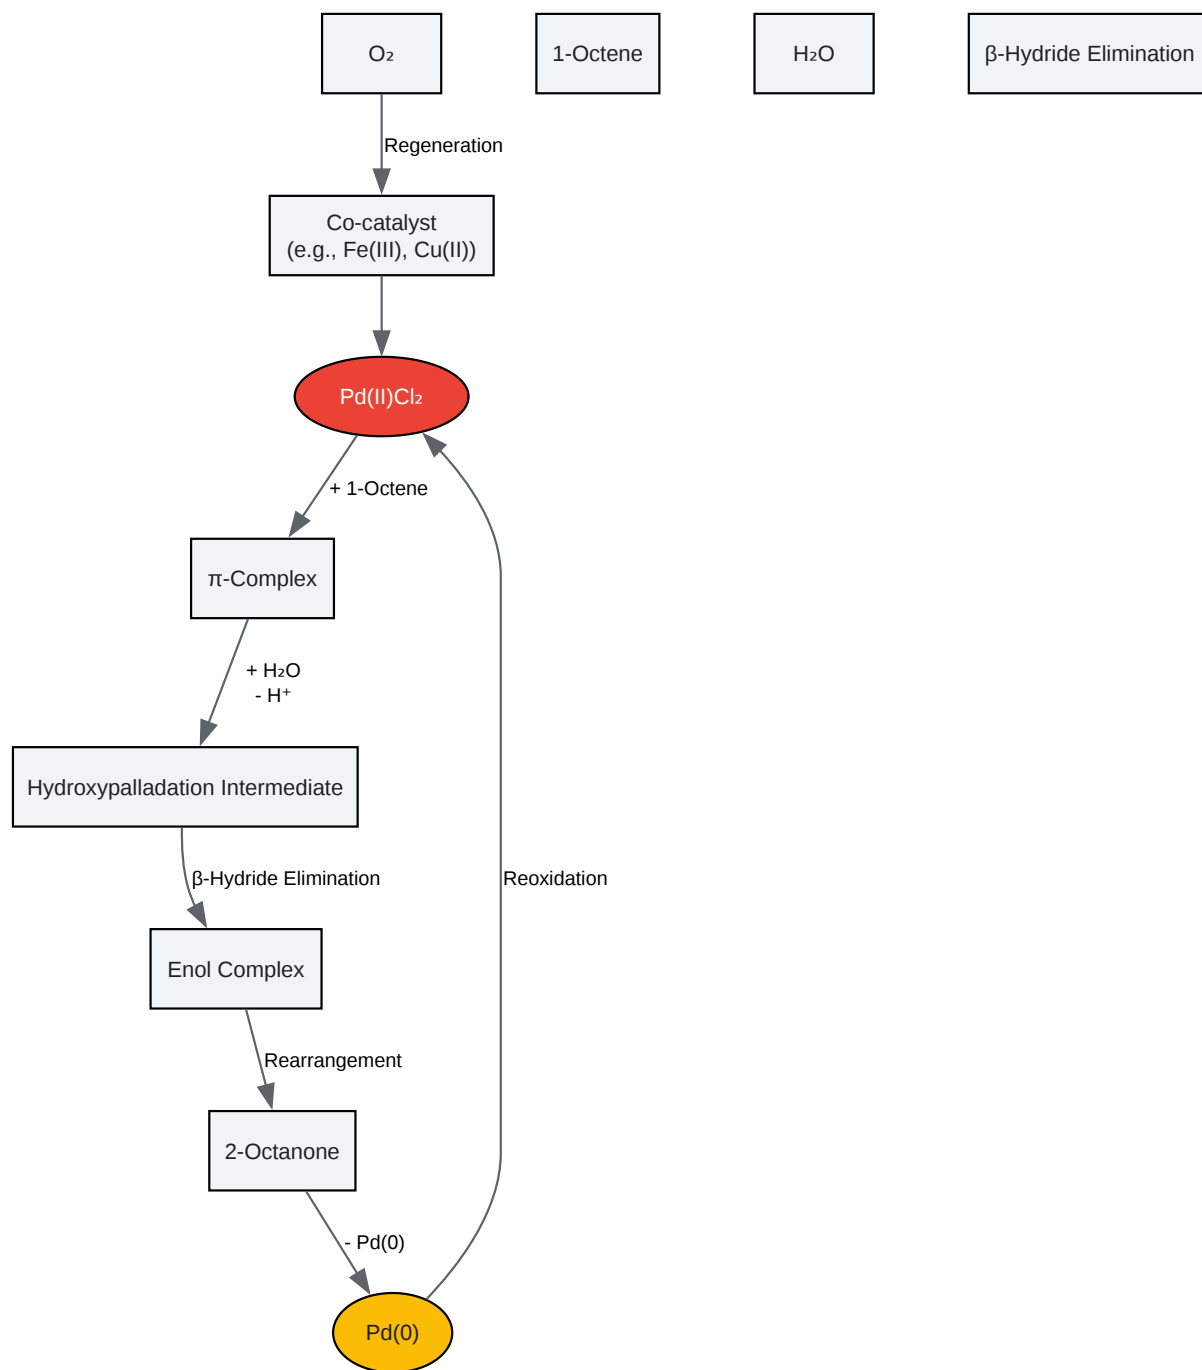 O₂
1-Octene
H₂O
β-Hydride Elimination
Regeneration
Co-catalyst
(e.g., Fe(III), Cu(II))
Pd(II)Cl₂
+ 1-Octene
π-Complex
+ H₂O
- H⁺
Hydroxypalladation Intermediate
β-Hydride Elimination
Reoxidation
Enol Complex
Rearrangement
2-Octanone
- Pd(0)
Pd(0)